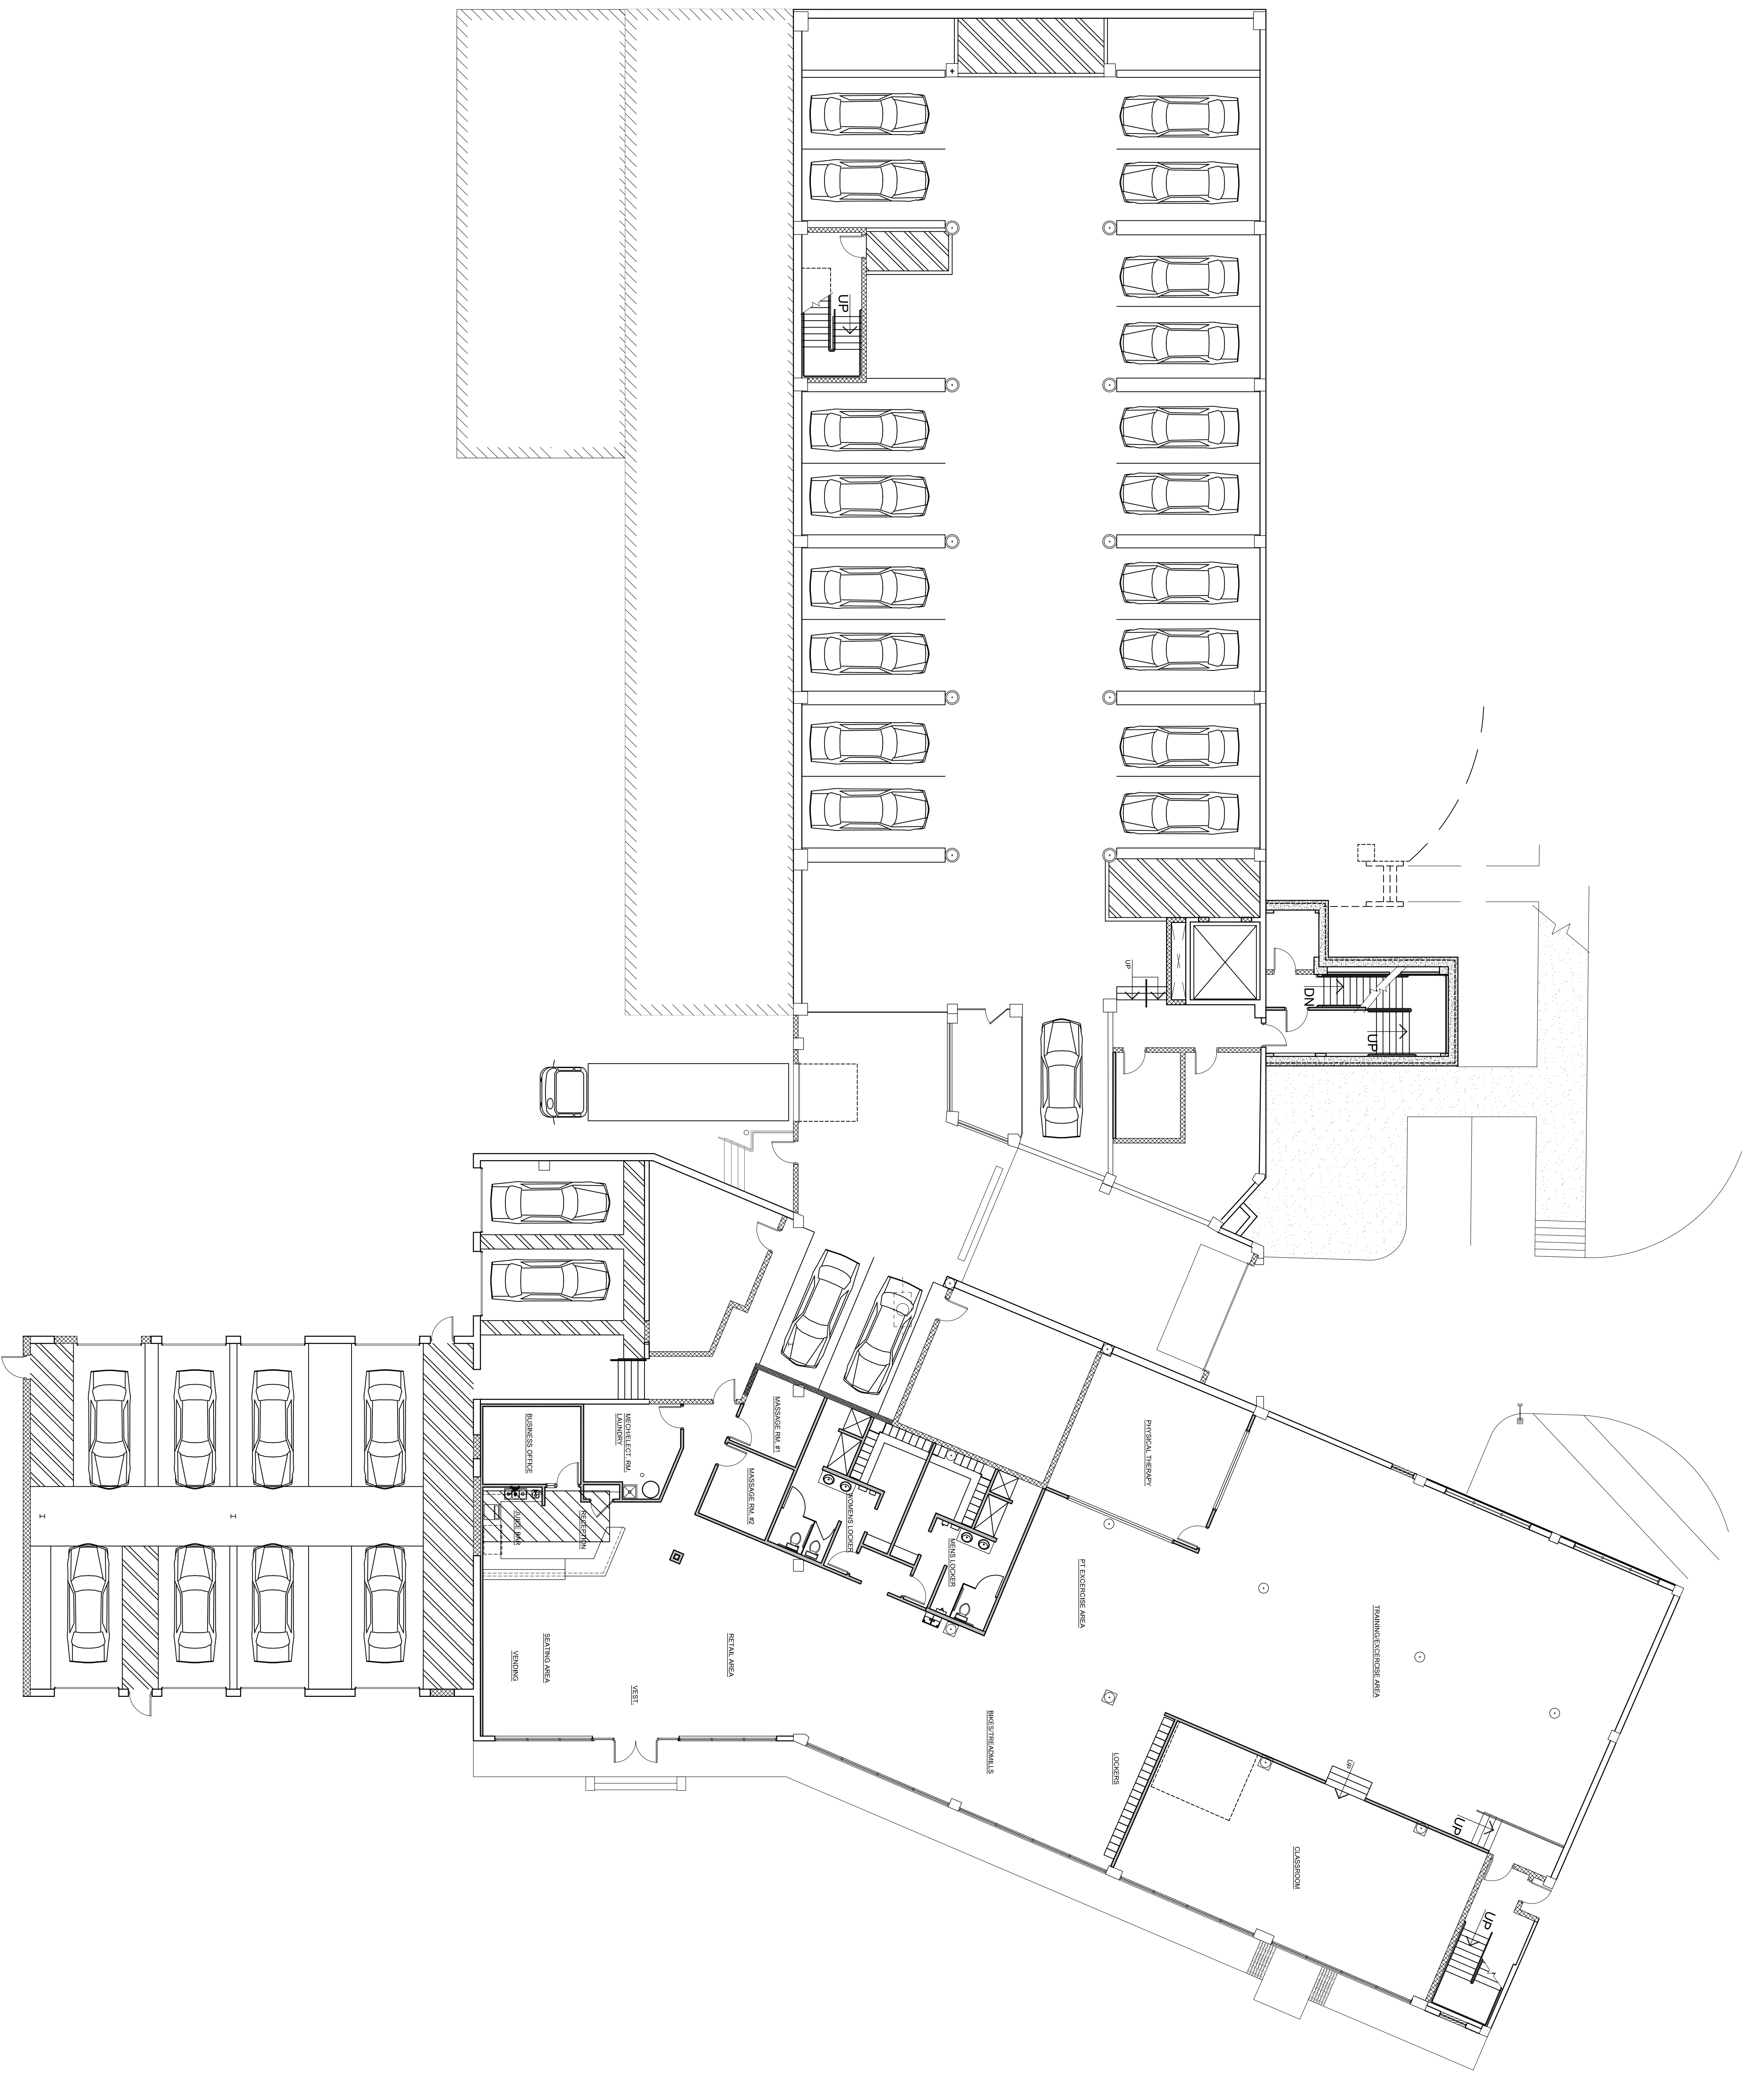 UP
UP
DN
UP
MASSAGE RM. #1
BUSINESS OFFICE
MECH/ELECT. RM.
LAUNDRY
PHYSICAL THERAPY
MASSAGE RM. #2
WOMENS LOCKER
JUICE BAR
RECEPTION
MENS LOCKER
PT EXCERCISE AREA
TRAINING/EXCERCISE AREA
SEATING AREA
RETAIL AREA
VENDING
VEST.
BIKES/TREADMILLS
LOCKERS
UP
UP
CLASSROOM
UP